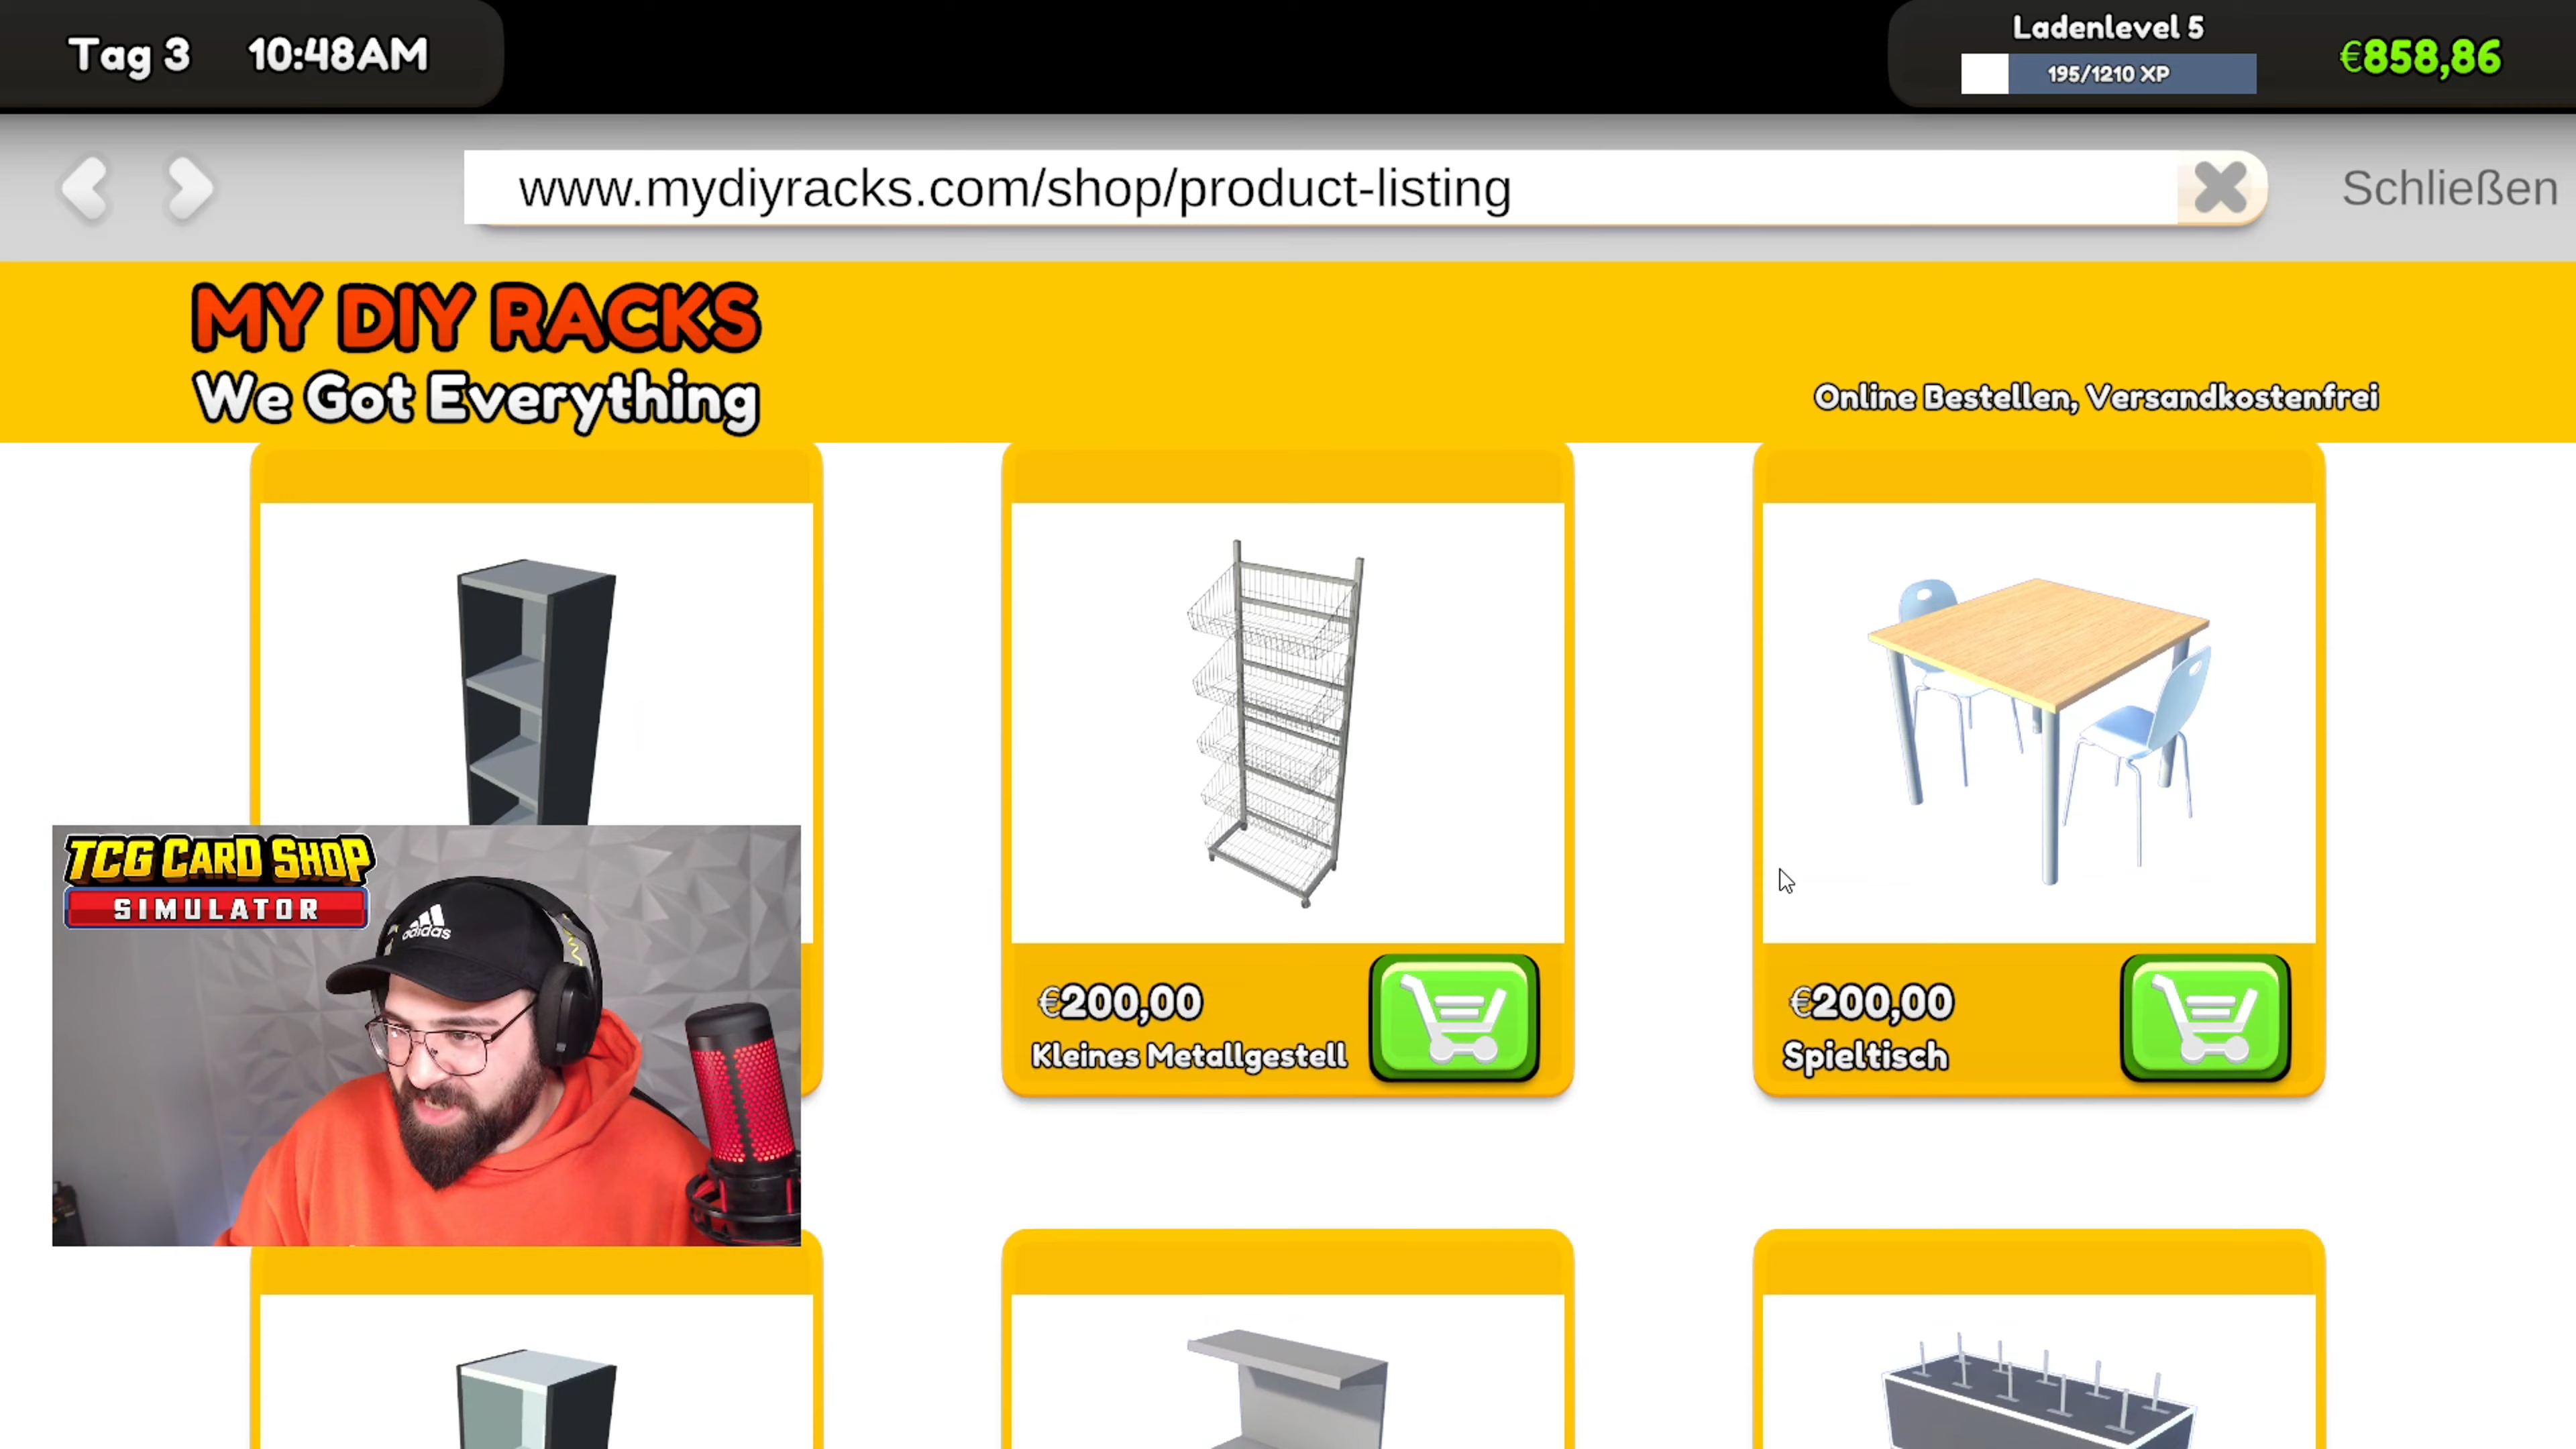 Tag 3 10:48AM
Ladenlevel 5
195/1210 XP
€858,86
www.mydiyracks.com/shop/product-listing
Schließen
MY DIY RACKS
We Got Everything
Online Bestellen, Versandkostenfrei
€200,00
Kleines Metallgestell
€200,00
Spieltisch
TCG CARD SHOP
SIMULATOR
adidas